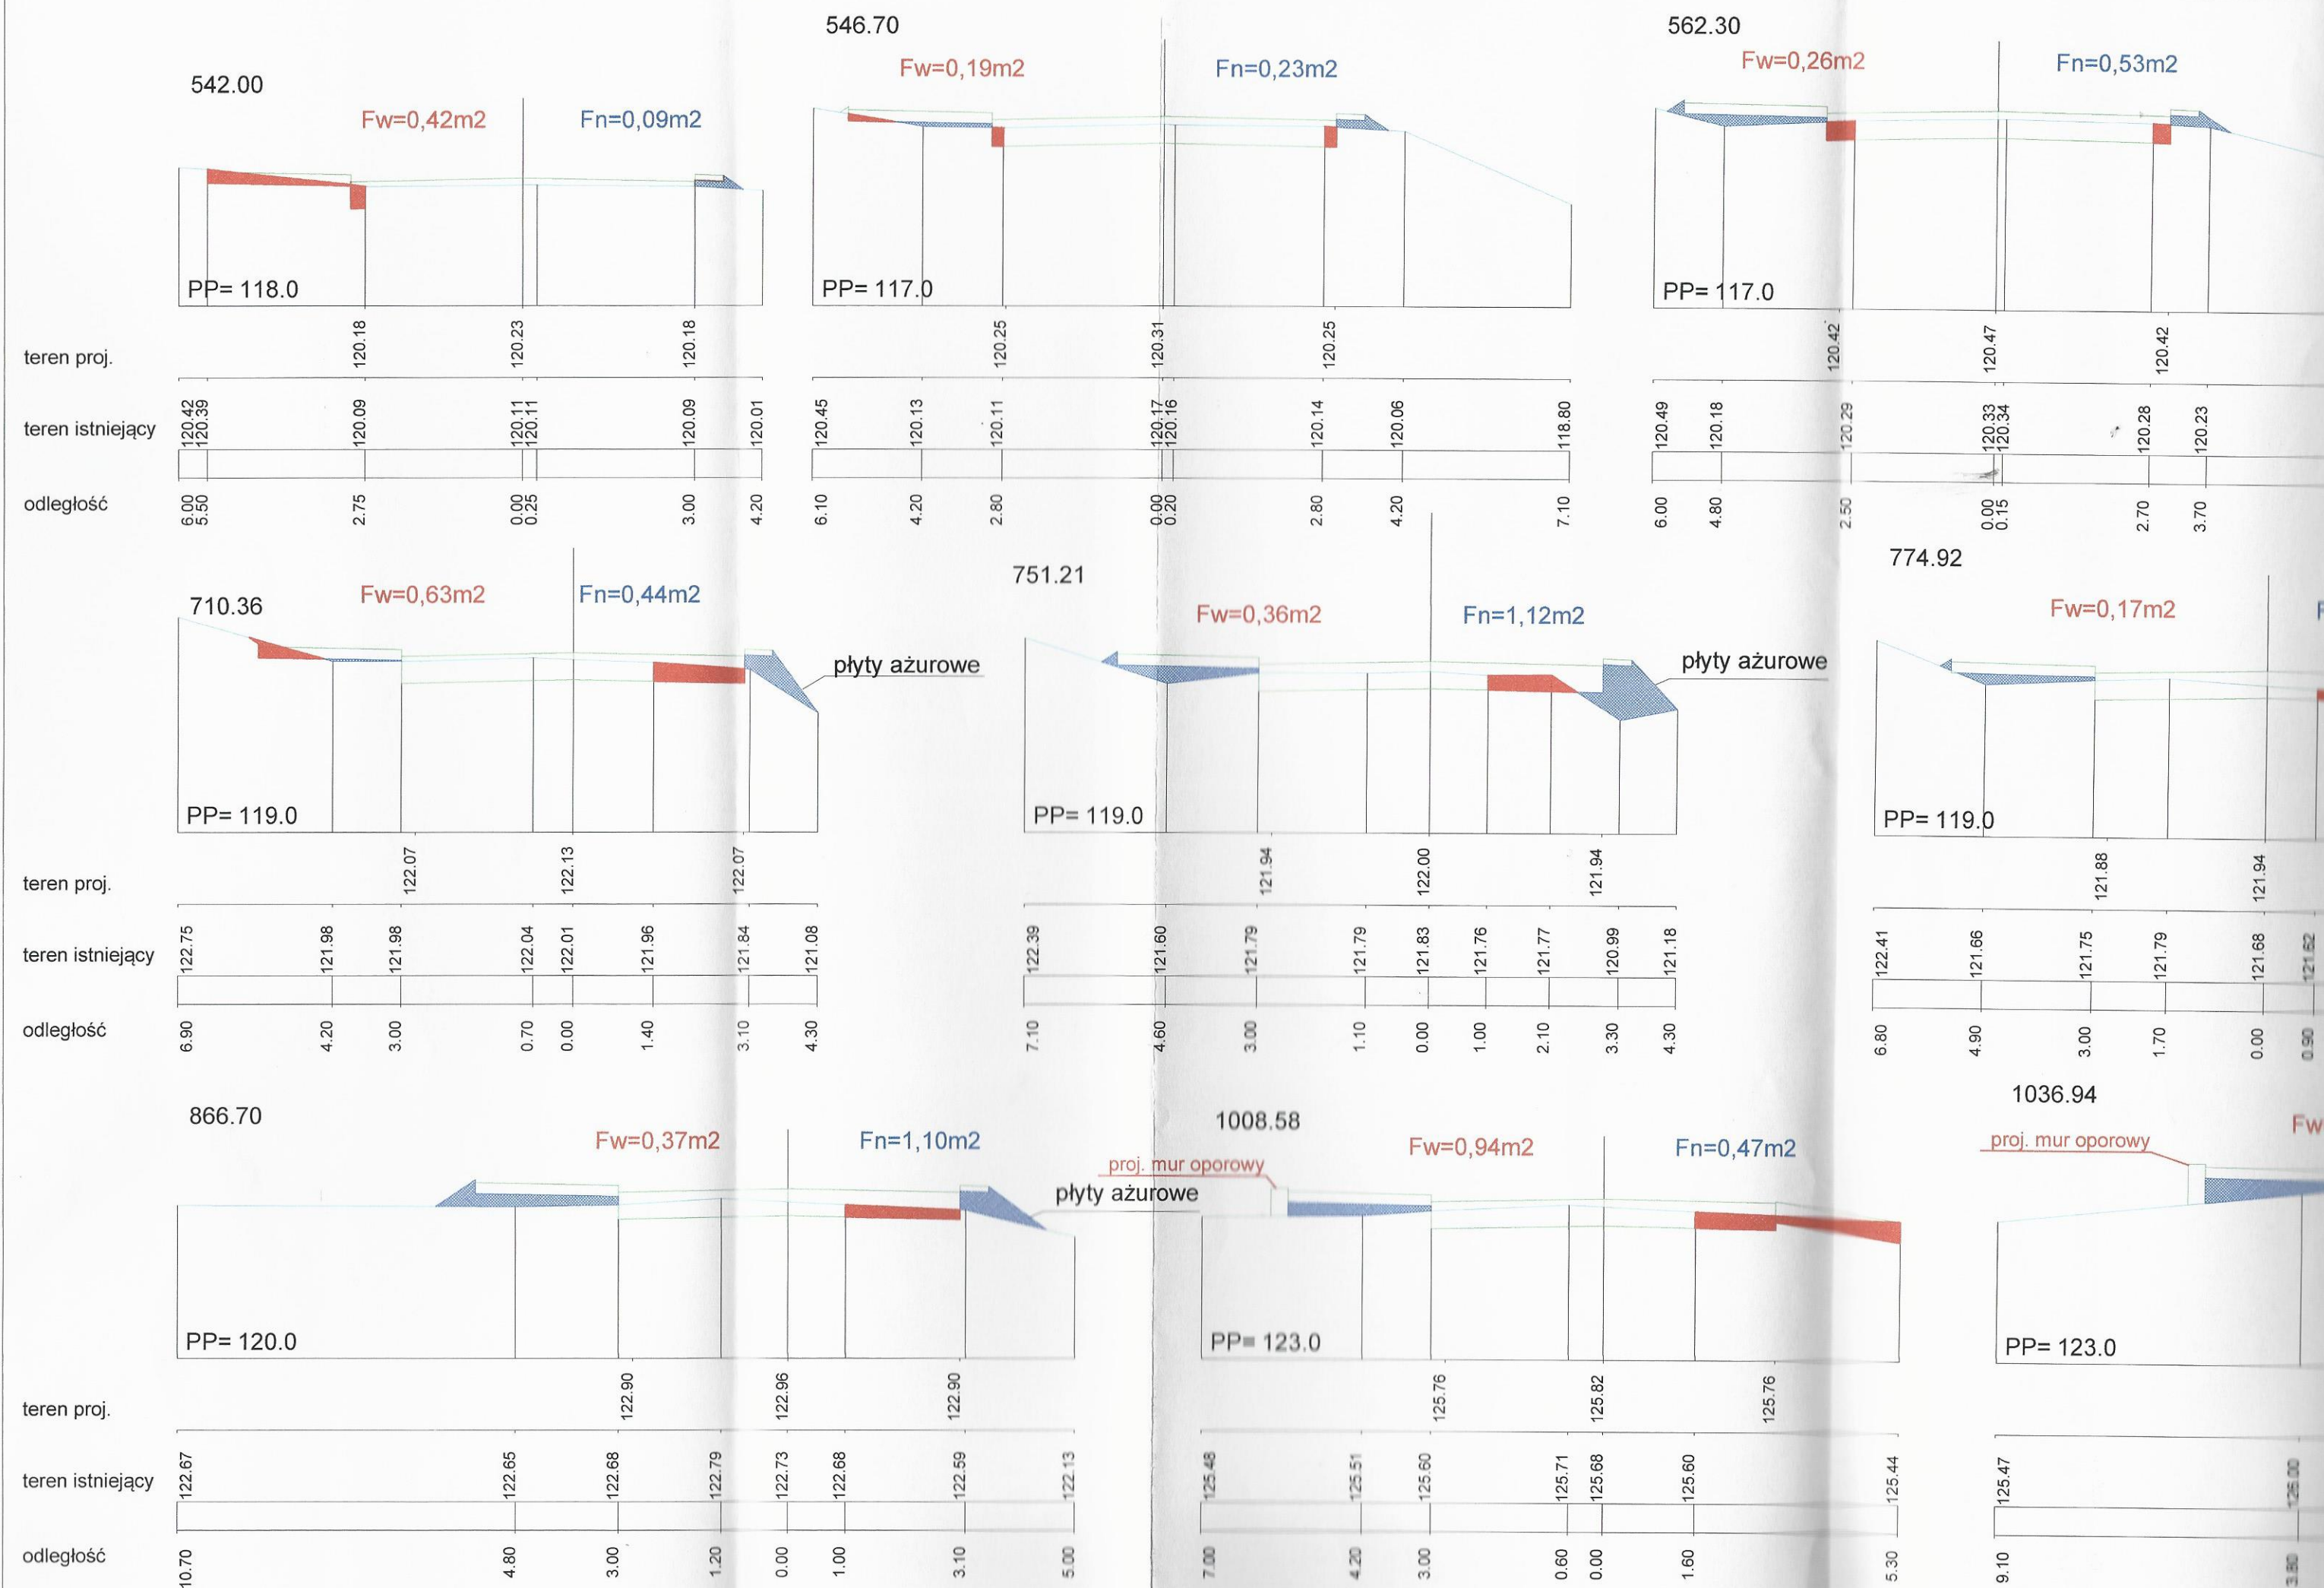 542.00
Fw=0,42m2 Fn=0,09m2
PP= 118.0
teren proj. 120.18 120.23 120.18
teren istniejący 120.42 120.39 120.09 120.11 120.11 120.09 120.01
odległość 6.00 5.50 2.75 0.00 0.25 3.00 4.20
546.70
Fw=0,19m2 Fn=0,23m2
PP= 117.0
120.25 120.31 120.25
120.45 120.13 120.11 120.17 120.16 120.14 120.06 118.80
6.10 4.20 2.80 0.00 0.20 2.80 4.20 7.10
562.30
Fw=0,26m2 Fn=0,53m2
PP= 117.0
120.42 120.47 120.42
120.49 120.18 120.29 120.33 120.34 120.28 120.23
6.00 4.80 2.50 0.00 0.15 2.70 3.70
710.36
Fw=0,63m2 Fn=0,44m2
płyty ażurowe
PP= 119.0
teren proj. 122.07 122.13 122.07
teren istniejący 122.75 121.98 121.98 122.04 122.01 121.96 121.84 121.08
odległość 6.90 4.20 3.00 0.70 0.00 1.40 3.10 4.30
751.21
Fw=0,36m2 Fn=1,12m2
płyty ażurowe
PP= 119.0
121.94 122.00 121.94
122.39 121.60 121.79 121.79 121.83 121.76 121.77 120.99 121.18
7.10 4.60 3.00 1.10 0.00 1.00 2.10 3.30 4.30
774.92
Fw=0,17m2
PP= 119.0
121.88 121.94
122.41 121.66 121.75 121.79 121.68 121.62
6.80 4.90 3.00 1.70 0.00 0.90
866.70
Fw=0,37m2 Fn=1,10m2
płyty ażurowe
PP= 120.0
teren proj. 122.90 122.96 122.90
teren istniejący 122.67 122.65 122.68 122.79 122.73 122.68 122.59 122.13
odległość 10.70 4.80 3.00 1.20 0.00 1.00 3.10 5.00
1008.58
Fw=0,94m2 Fn=0,47m2
proj. mur oporowy
PP= 123.0
125.76 125.82 125.76
125.48 125.51 125.60 125.71 125.68 125.60 125.44
7.00 4.20 3.00 0.60 0.00 1.60 5.30
1036.94
Fw
proj. mur oporowy
PP= 123.0
125.47 126.00
9.10 3.80